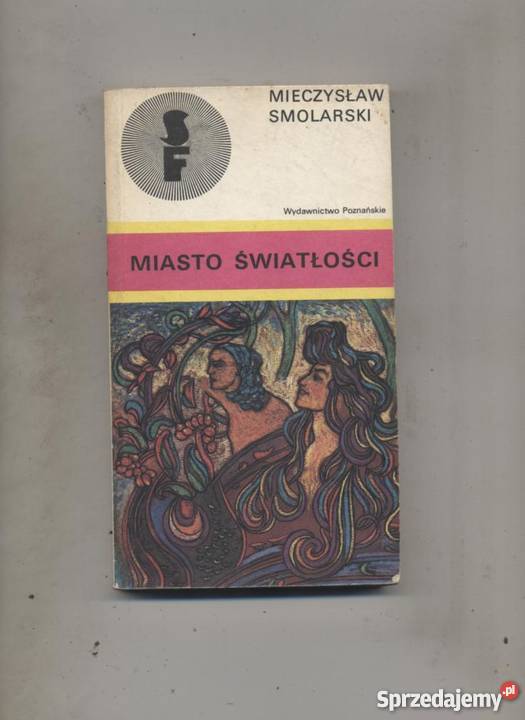 SF
MIECZYSŁAW
SMOLARSKI
Wydawnictwo Poznańskie
MIASTO ŚWIATŁOŚCI
Sprzedajemy.pl